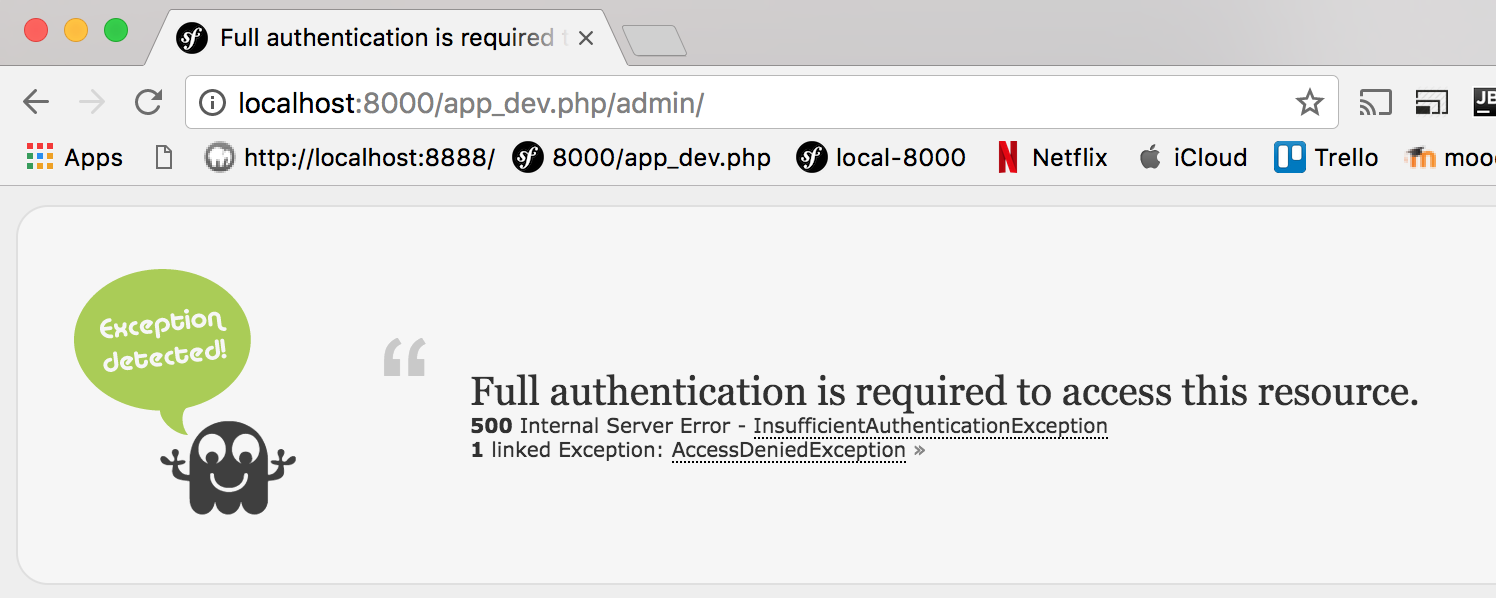 Full authentication is required t
localhost:8000/app_dev.php/admin/
Apps http://localhost:8888/ 8000/app_dev.php local-8000 Netflix iCloud Trello moo
Exception
detected!
Full authentication is required to access this resource.
500 Internal Server Error - InsufficientAuthenticationException
1 linked Exception: AccessDeniedException »